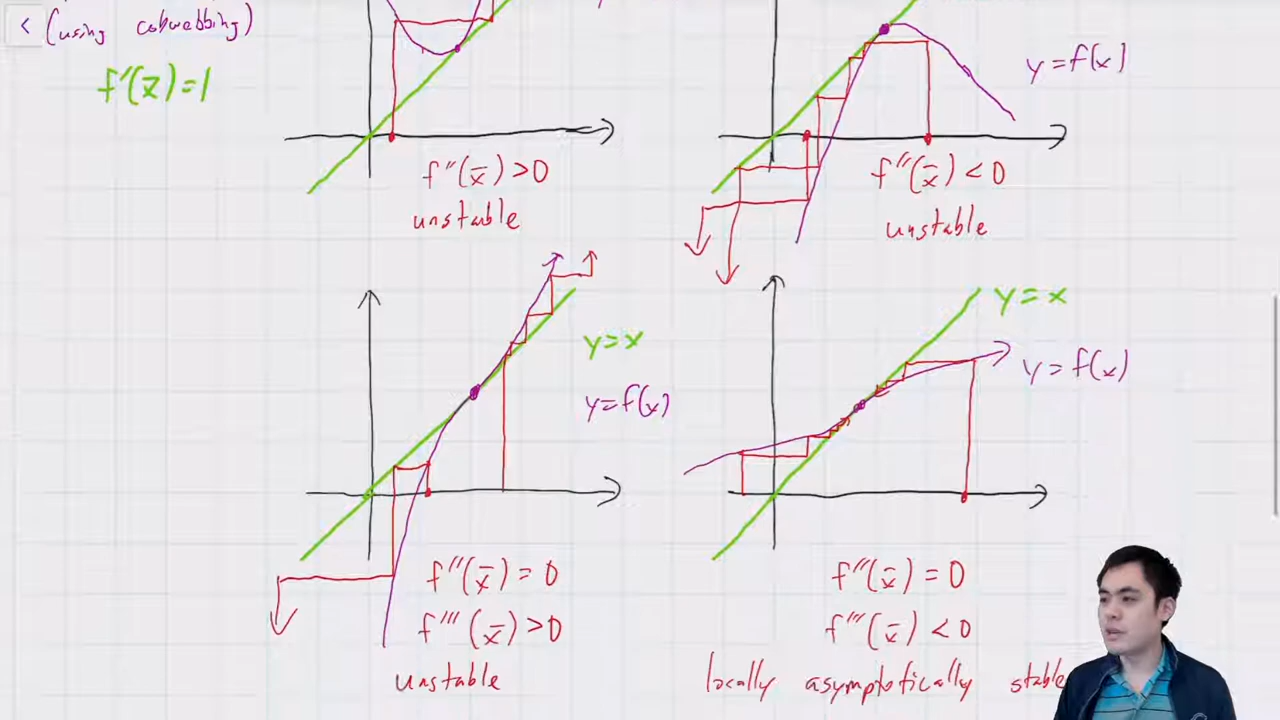 (using cobwebbing)
f'(x̄)=1
y=f(x)
f''(x̄)>0
unstable
f''(x̄)<0
unstable
y=x
y=f(x)
y=x
y=f(x)
f''(x̄)=0
f'''(x̄)>0
unstable
f''(x̄)=0
f'''(x̄)<0
locally asymptotically stable